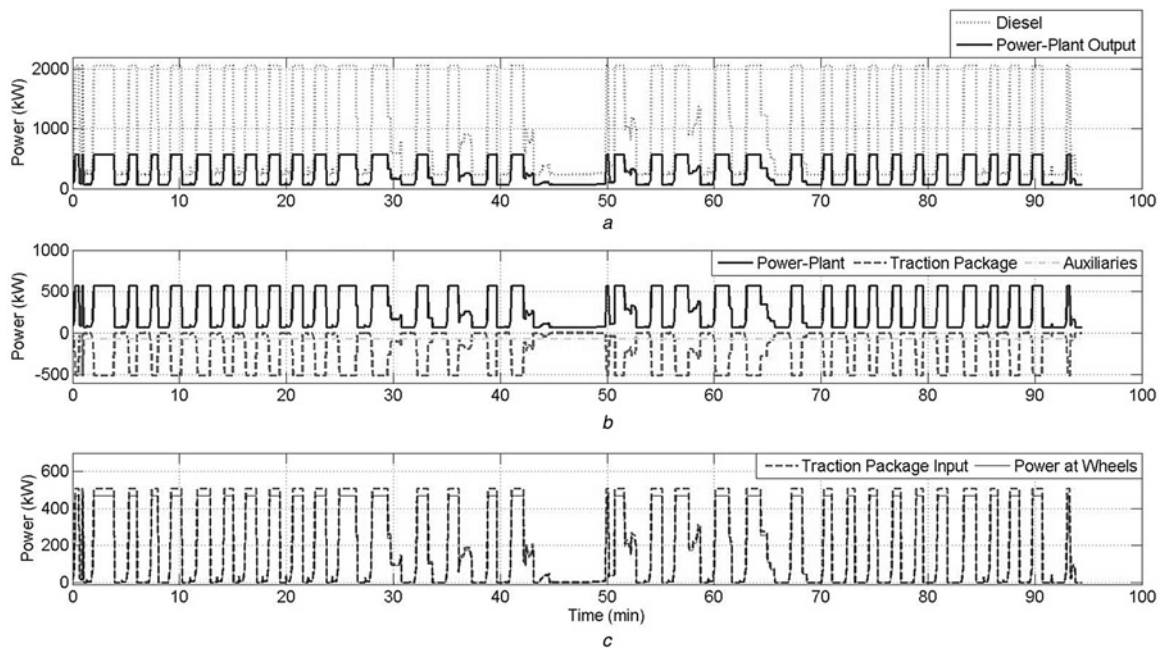 Diesel
Power-Plant Output
Power (kW)
2000
1000
0
0 10 20 30 40 50 60 70 80 90 100
a
Power-Plant Traction Package Auxiliaries
Power (kW)
1000
500
0
-500
0 10 20 30 40 50 60 70 80 90 100
b
Traction Package Input Power at Wheels
Power (kW)
600
400
200
0
0 10 20 30 40 50 60 70 80 90 100
Time (min)
c